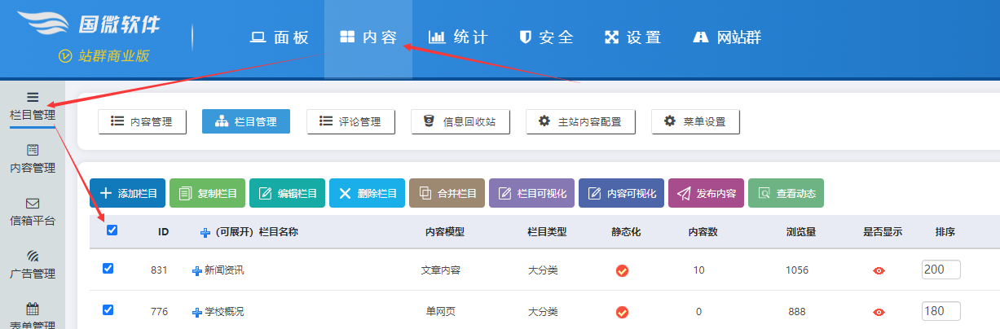 国微软件
站群商业版
面板 内容 统计 安全 设置 网站群
栏目管理
内容管理
信箱平台
广告管理
表单管理
内容管理 栏目管理 评论管理 信息回收站 主站内容配置 菜单设置
添加栏目 复制栏目 编辑栏目 删除栏目 合并栏目 栏目可视化 内容可视化 发布内容 查看动态
ID (可展开) 栏目名称 内容模型 栏目类型 静态化 内容数 浏览量 是否显示 排序
831 新闻资讯 文章内容 大分类 10 1056 200
776 学校概况 单网页 大分类 0 888 180